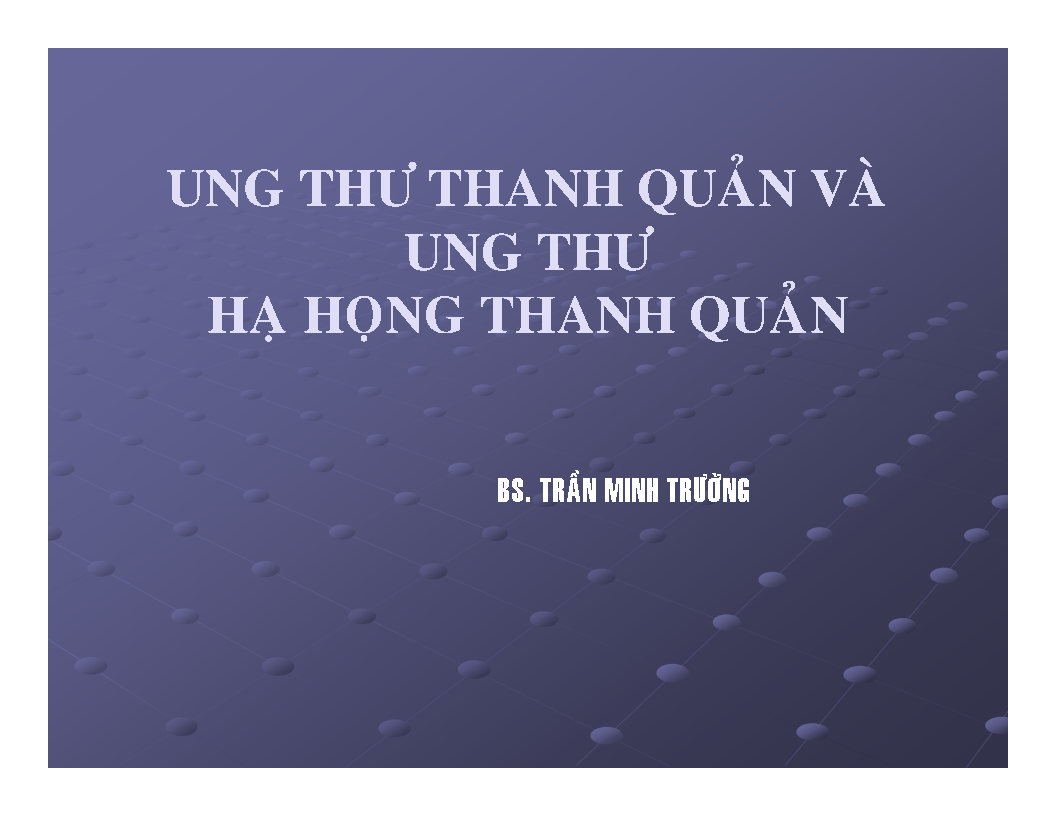 UNG THƯ THANH QUẢN VÀ
UNG THƯ
HẠ HỌNG THANH QUẢN
BS. TRẦN MINH TRƯỜNG